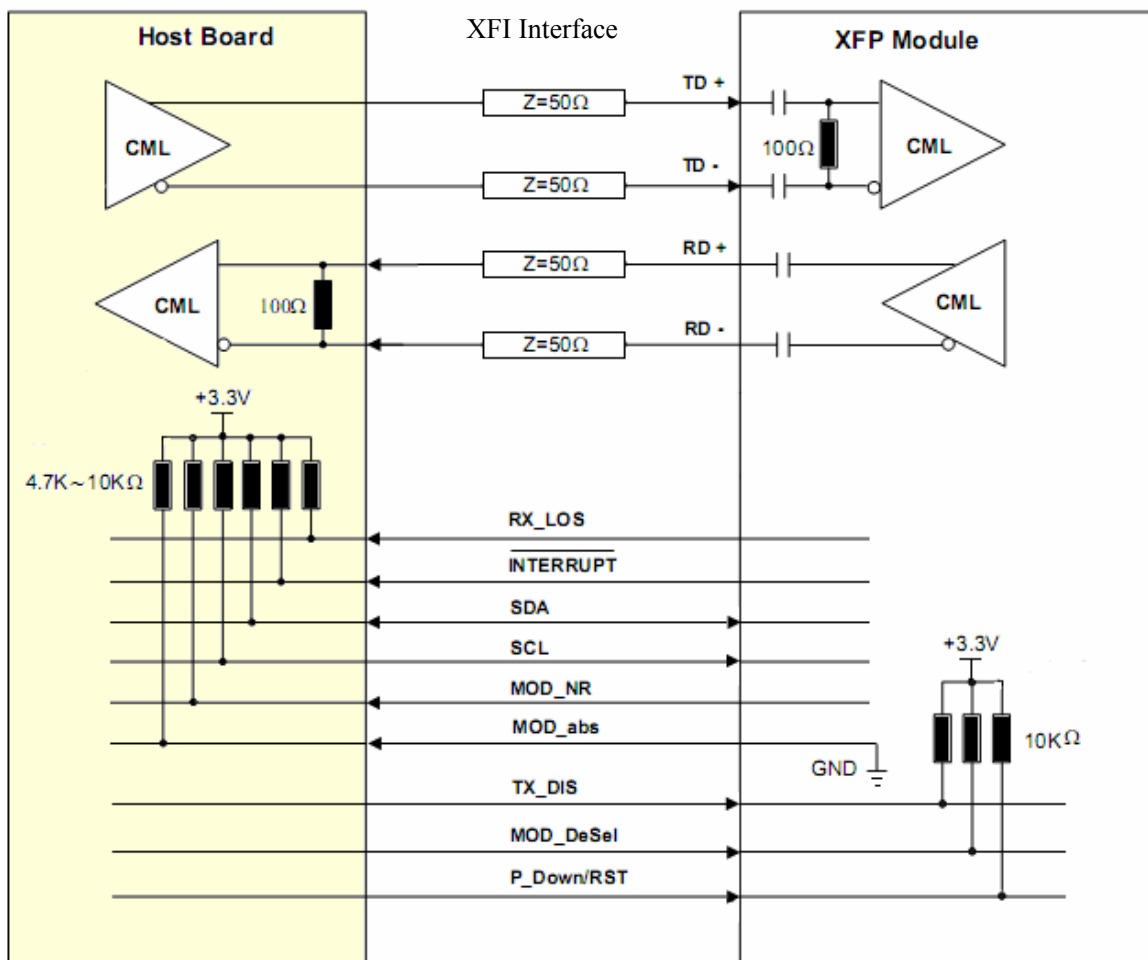 Host Board
XFI Interface
XFP Module
TD +
Z=50Ω
CML
100Ω
CML
TD -
Z=50Ω
RD +
Z=50Ω
CML
100Ω
CML
RD -
Z=50Ω
+3.3V
4.7K~10KΩ
RX_LOS
INTERRUPT
SDA
SCL
+3.3V
MOD_NR
MOD_abs
10KΩ
GND
TX_DIS
MOD_DeSel
P_Down/RST